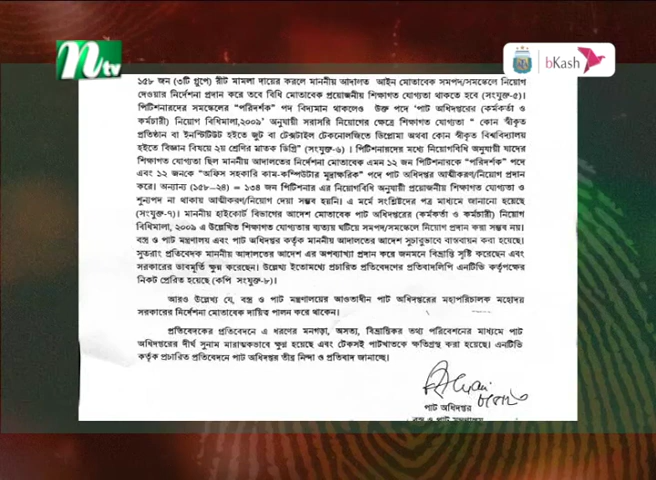 ntv
bKash
১৫৮ জন (৩টি গ্রুপে) রীট মামলা দায়ের করলে মাননীয় আদালত আইন মোতাবেক সমপদ/সমস্কেলে নিয়োগ
দেওয়ার নির্দেশনা প্রদান করে তবে বিধি মোতাবেক প্রয়োজনীয় শিক্ষাগত যোগ্যতা থাকতে হবে (সংযুক্ত-৫)।
পিটিশনারদের সমস্কেলের "পরিদর্শক" পদ বিদ্যমান থাকলেও উক্ত পদে 'পাট অধিদপ্তরের (কর্মকর্তা ও
কর্মচারী) নিয়োগ বিধিমালা,২০০৯' অনুযায়ী সরাসরি নিয়োগের ক্ষেত্রে শিক্ষাগত যোগ্যতা " কোন স্বীকৃত
প্রতিষ্ঠান বা ইনস্টিটিউট হইতে জুট বা টেক্সটাইল টেকনোলজিতে ডিপ্লোমা অথবা কোন স্বীকৃত বিশ্ববিদ্যালয়
হইতে বিজ্ঞান বিষয়ে ২য় শ্রেণির স্নাতক ডিগ্রি" (সংযুক্ত-৬) । পিটিশনারদের মধ্যে নিয়োগবিধি অনুযায়ী যাদের
শিক্ষাগত যোগ্যতা ছিল মাননীয় আদালতের নির্দেশনা মোতাবেক এমন ১২ জন পিটিশনারকে "পরিদর্শক" পদে
এবং ১২ জনকে "অফিস সহকারি কাম-কম্পিউটার মুদ্রাক্ষরিক" পদে পাট অধিদপ্তর আত্মীকরণ/নিয়োগ প্রদান
করে। অন্যান্য (১৫৮-২৪) = ১৩৪ জন পিটিশনার এর নিয়োগবিধি অনুযায়ী প্রয়োজনীয় শিক্ষাগত যোগ্যতা ও
শুন্যপদ না থাকায় আত্মীকরণ/নিয়োগ দেয়া সম্ভব হয়নি। এ মর্মে সংশ্লিষ্টদের পত্র মাধ্যমে জানানো হয়েছে
(সংযুক্ত-৭)। মাননীয় হাইকোর্ট বিভাগের আদেশ মোতাবেক পাট অধিদপ্তরের (কর্মকর্তা ও কর্মচারী) নিয়োগ
বিধিমালা, ২০০৯ এ উল্লেখিত শিক্ষাগত যোগ্যতার ব্যত্যয় ঘটিয়ে সমপদ/সমস্কেলে নিয়োগ প্রদান করা সম্ভব নয়।
বস্ত্র ও পাট মন্ত্রণালয় এবং পাট অধিদপ্তর কর্তৃক মাননীয় আদালতের আদেশ সুচারুভাবে বাস্তবায়ন করা হয়েছে।
সুতরাং প্রতিবেদক মাননীয় আদালতের আদেশ এর অপব্যাখ্যা প্রদান করে জনমনে বিভ্রান্তি সৃষ্টি করেছেন এবং
সরকারের ভাবমূর্তি ক্ষুন্ন করেছেন। উল্লেখ্য ইতোমধ্যে প্রচারিত প্রতিবেদনের প্রতিবাদলিপি এনটিভি কর্তৃপক্ষের
নিকট প্রেরিত হয়েছে (কপি সংযুক্ত-৮)।
আরও উল্লেখ্য যে, বস্ত্র ও পাট মন্ত্রণালয়ের আওতাধীন পাট অধিদপ্তরের মহাপরিচালক মহোদয়
সরকারের নির্দেশনা মোতাবেক দায়িত্ব পালন করে থাকেন।
প্রতিবেদকের প্রতিবেদনে এ ধরণের মনগড়া, অসত্য, বিভ্রান্তিকর তথ্য পরিবেশনের মাধ্যমে পাট
অধিদপ্তরের দীর্ঘ সুনাম মারাত্মকভাবে ক্ষুন্ন হয়েছে এবং টেকসই পাটখাতকে ক্ষতিগ্রস্ত করা হয়েছে। এনটিভি
কর্তৃক প্রচারিত প্রতিবেদনে পাট অধিদপ্তর তীব্র নিন্দা ও প্রতিবাদ জানাচ্ছে।
পাট অধিদপ্তর
বস্ত্র ও পাট মন্ত্রণালয়